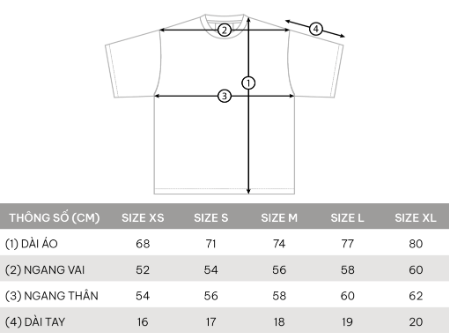 4
2
1
3
THÔNG SỐ (CM) SIZE XS SIZE S SIZE M SIZE L SIZE XL
(1) DÀI ÁO 68 71 74 77 80
(2) NGANG VAI 52 54 56 58 60
(3) NGANG THÂN 54 56 58 60 62
(4) DÀI TAY 16 17 18 19 20